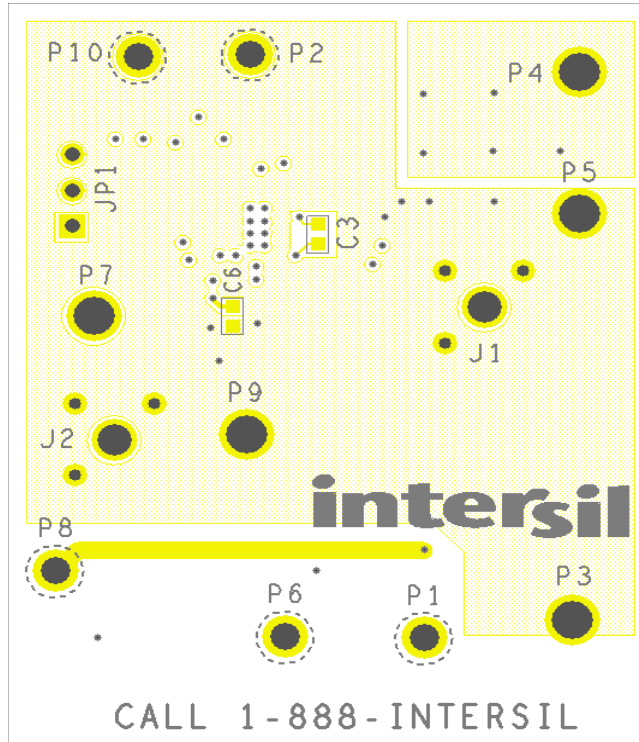 P10
P2
P4
JP1
P5
C3
P7
C6
J1
P9
J2
intersil
P8
P6
P1
P3
CALL 1-888-INTERSIL